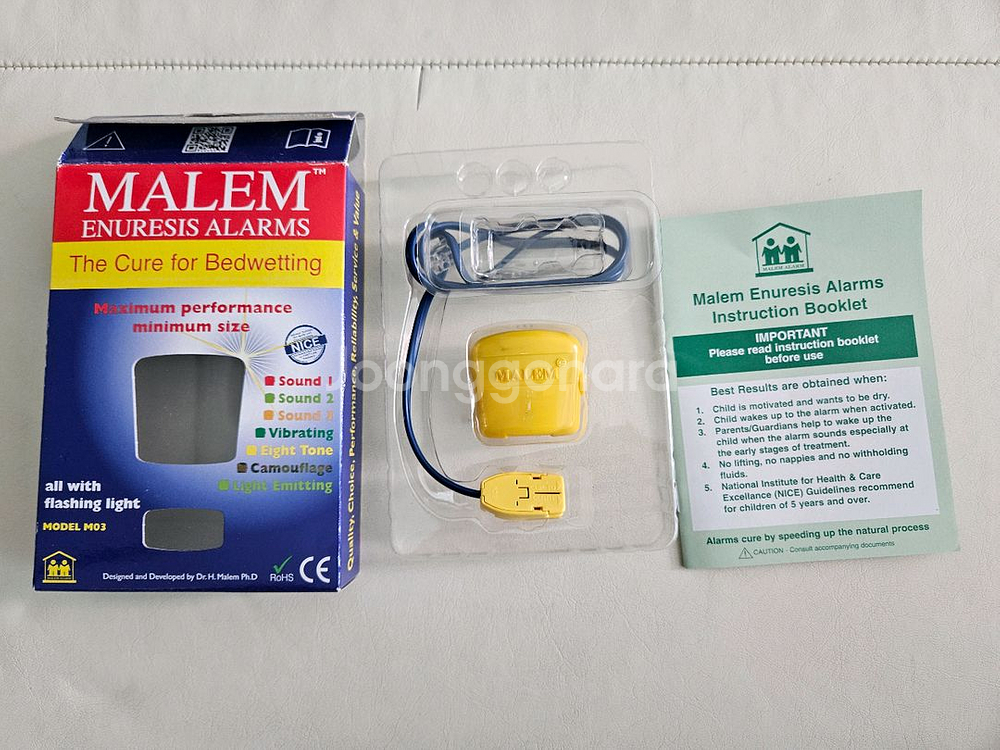 MALEM™
ENURESIS ALARMS
The Cure for Bedwetting
Maximum performance
minimum size
NICE
Sound 1
Sound 2
Sound 3
Vibrating
Eight Tone
Camouflage
Light Emitting
all with
flashing light
MODEL M03
MALEM ALARM
Designed and Developed by Dr. H. Malem Ph.D
RoHS
CE
Quality, Choice, Performance, Reliability, Service & Value
MALEM
joonggonara
MALEM ALARM
Malem Enuresis Alarms
Instruction Booklet
IMPORTANT
Please read instruction booklet
before use
Best Results are obtained when:
1. Child is motivated and wants to be dry.
2. Child wakes up to the alarm when activated.
3. Parents/Guardians help to wake up the
child when the alarm sounds especially at
the early stages of treatment.
4. No lifting, no nappies and no withholding
fluids.
5. National Institute for Health & Care
Excellance (NICE) Guidelines recommend
for children of 5 years and over.
Alarms cure by speeding up the natural process
CAUTION - Consult accompanying documents